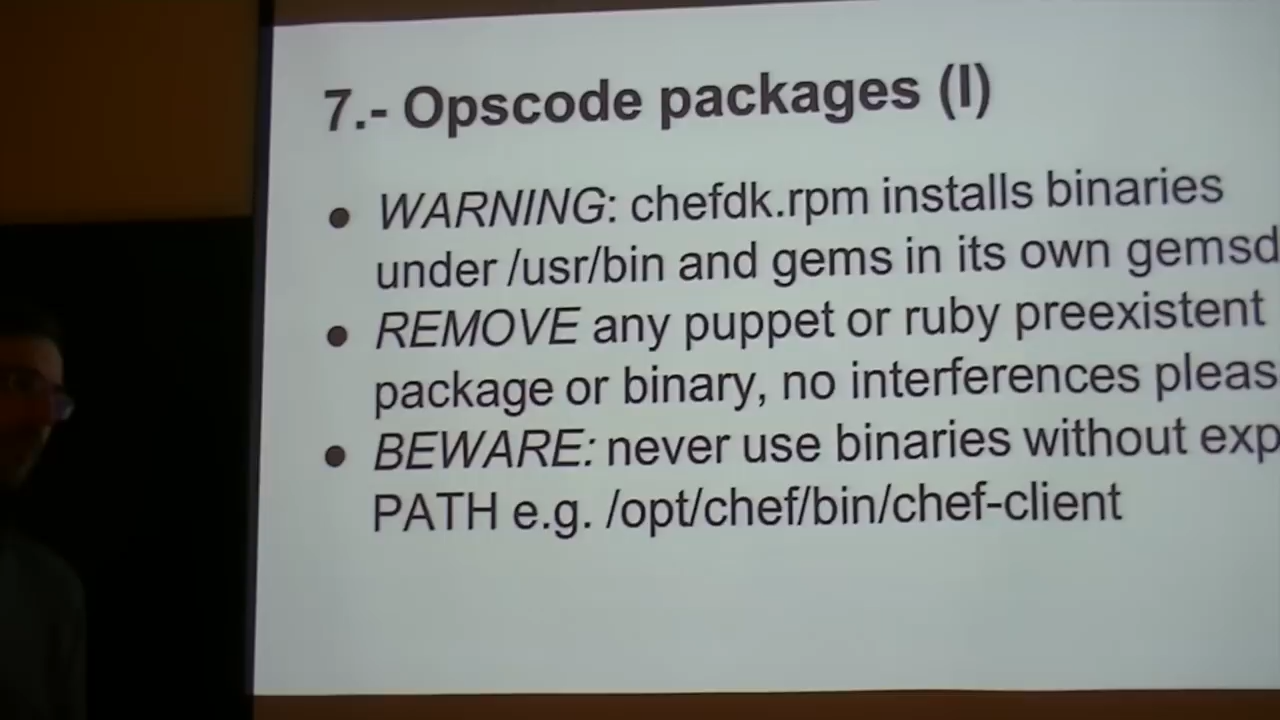 7.- Opscode packages (I)
● WARNING: chefdk.rpm installs binaries
under /usr/bin and gems in its own gemsd
● REMOVE any puppet or ruby preexistent
package or binary, no interferences pleas
● BEWARE: never use binaries without exp
PATH e.g. /opt/chef/bin/chef-client